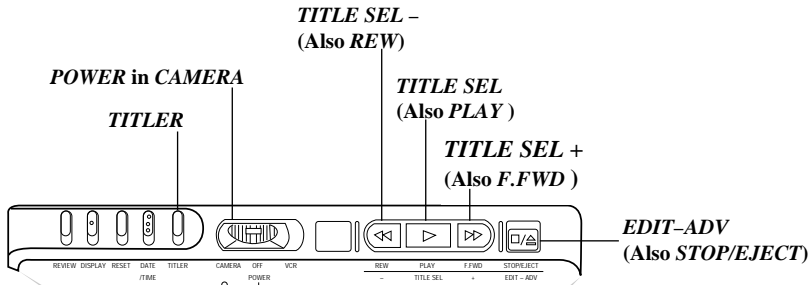 TITLE SEL –
(Also REW)
POWER in CAMERA
TITLE SEL
(Also PLAY )
TITLER
TITLE SEL +
(Also F.FWD )
EDIT–ADV
(Also STOP/EJECT)
REVIEW DISPLAY RESET DATE TITLER CAMERA OFF VCR REW PLAY F.FWD STOP/EJECT
/TIME POWER – TITLE SEL + EDIT – ADV